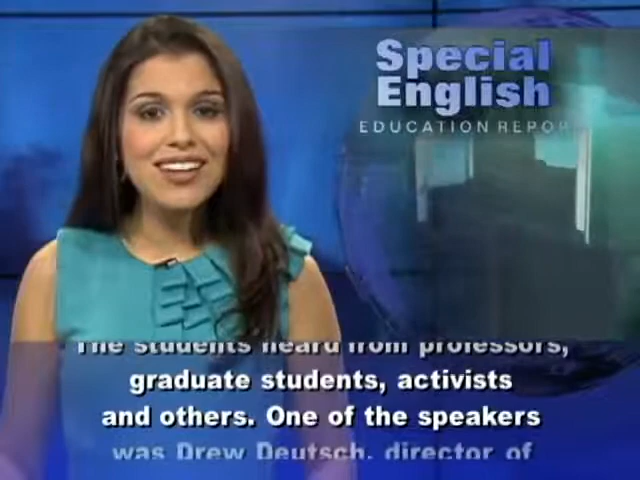 Special
English
EDUCATION REPORT
The students heard from professors,
graduate students, activists
and others. One of the speakers
was Drew Deutsch, director of